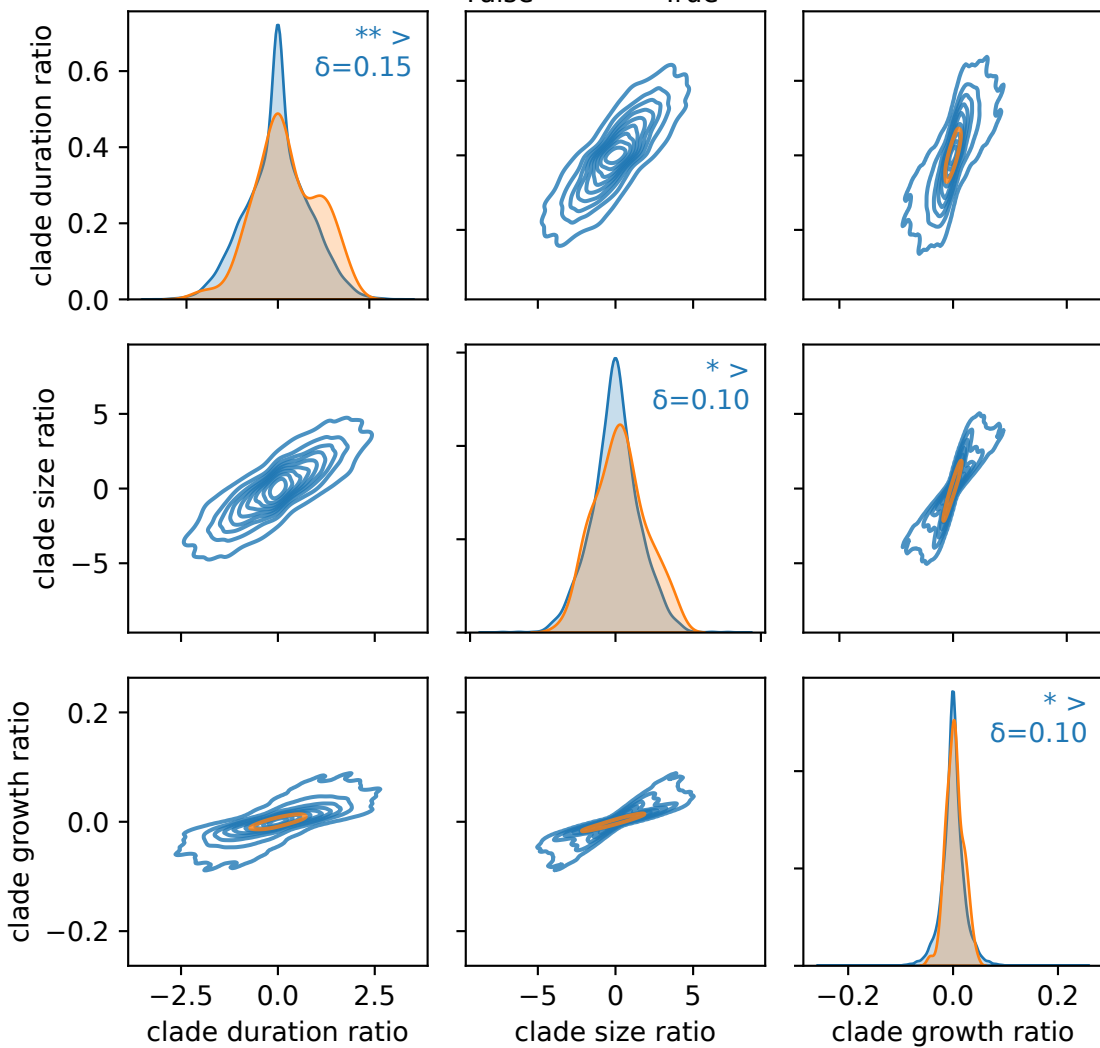 clade duration ratio
0.6
0.4
0.2
0.0
** >
δ=0.15
clade size ratio
5
0
−5
* >
δ=0.10
clade growth ratio
0.2
0.0
−0.2
* >
δ=0.10
−2.5 0.0 2.5
−5 0 5
−0.2 0.0 0.2
clade duration ratio
clade size ratio
clade growth ratio